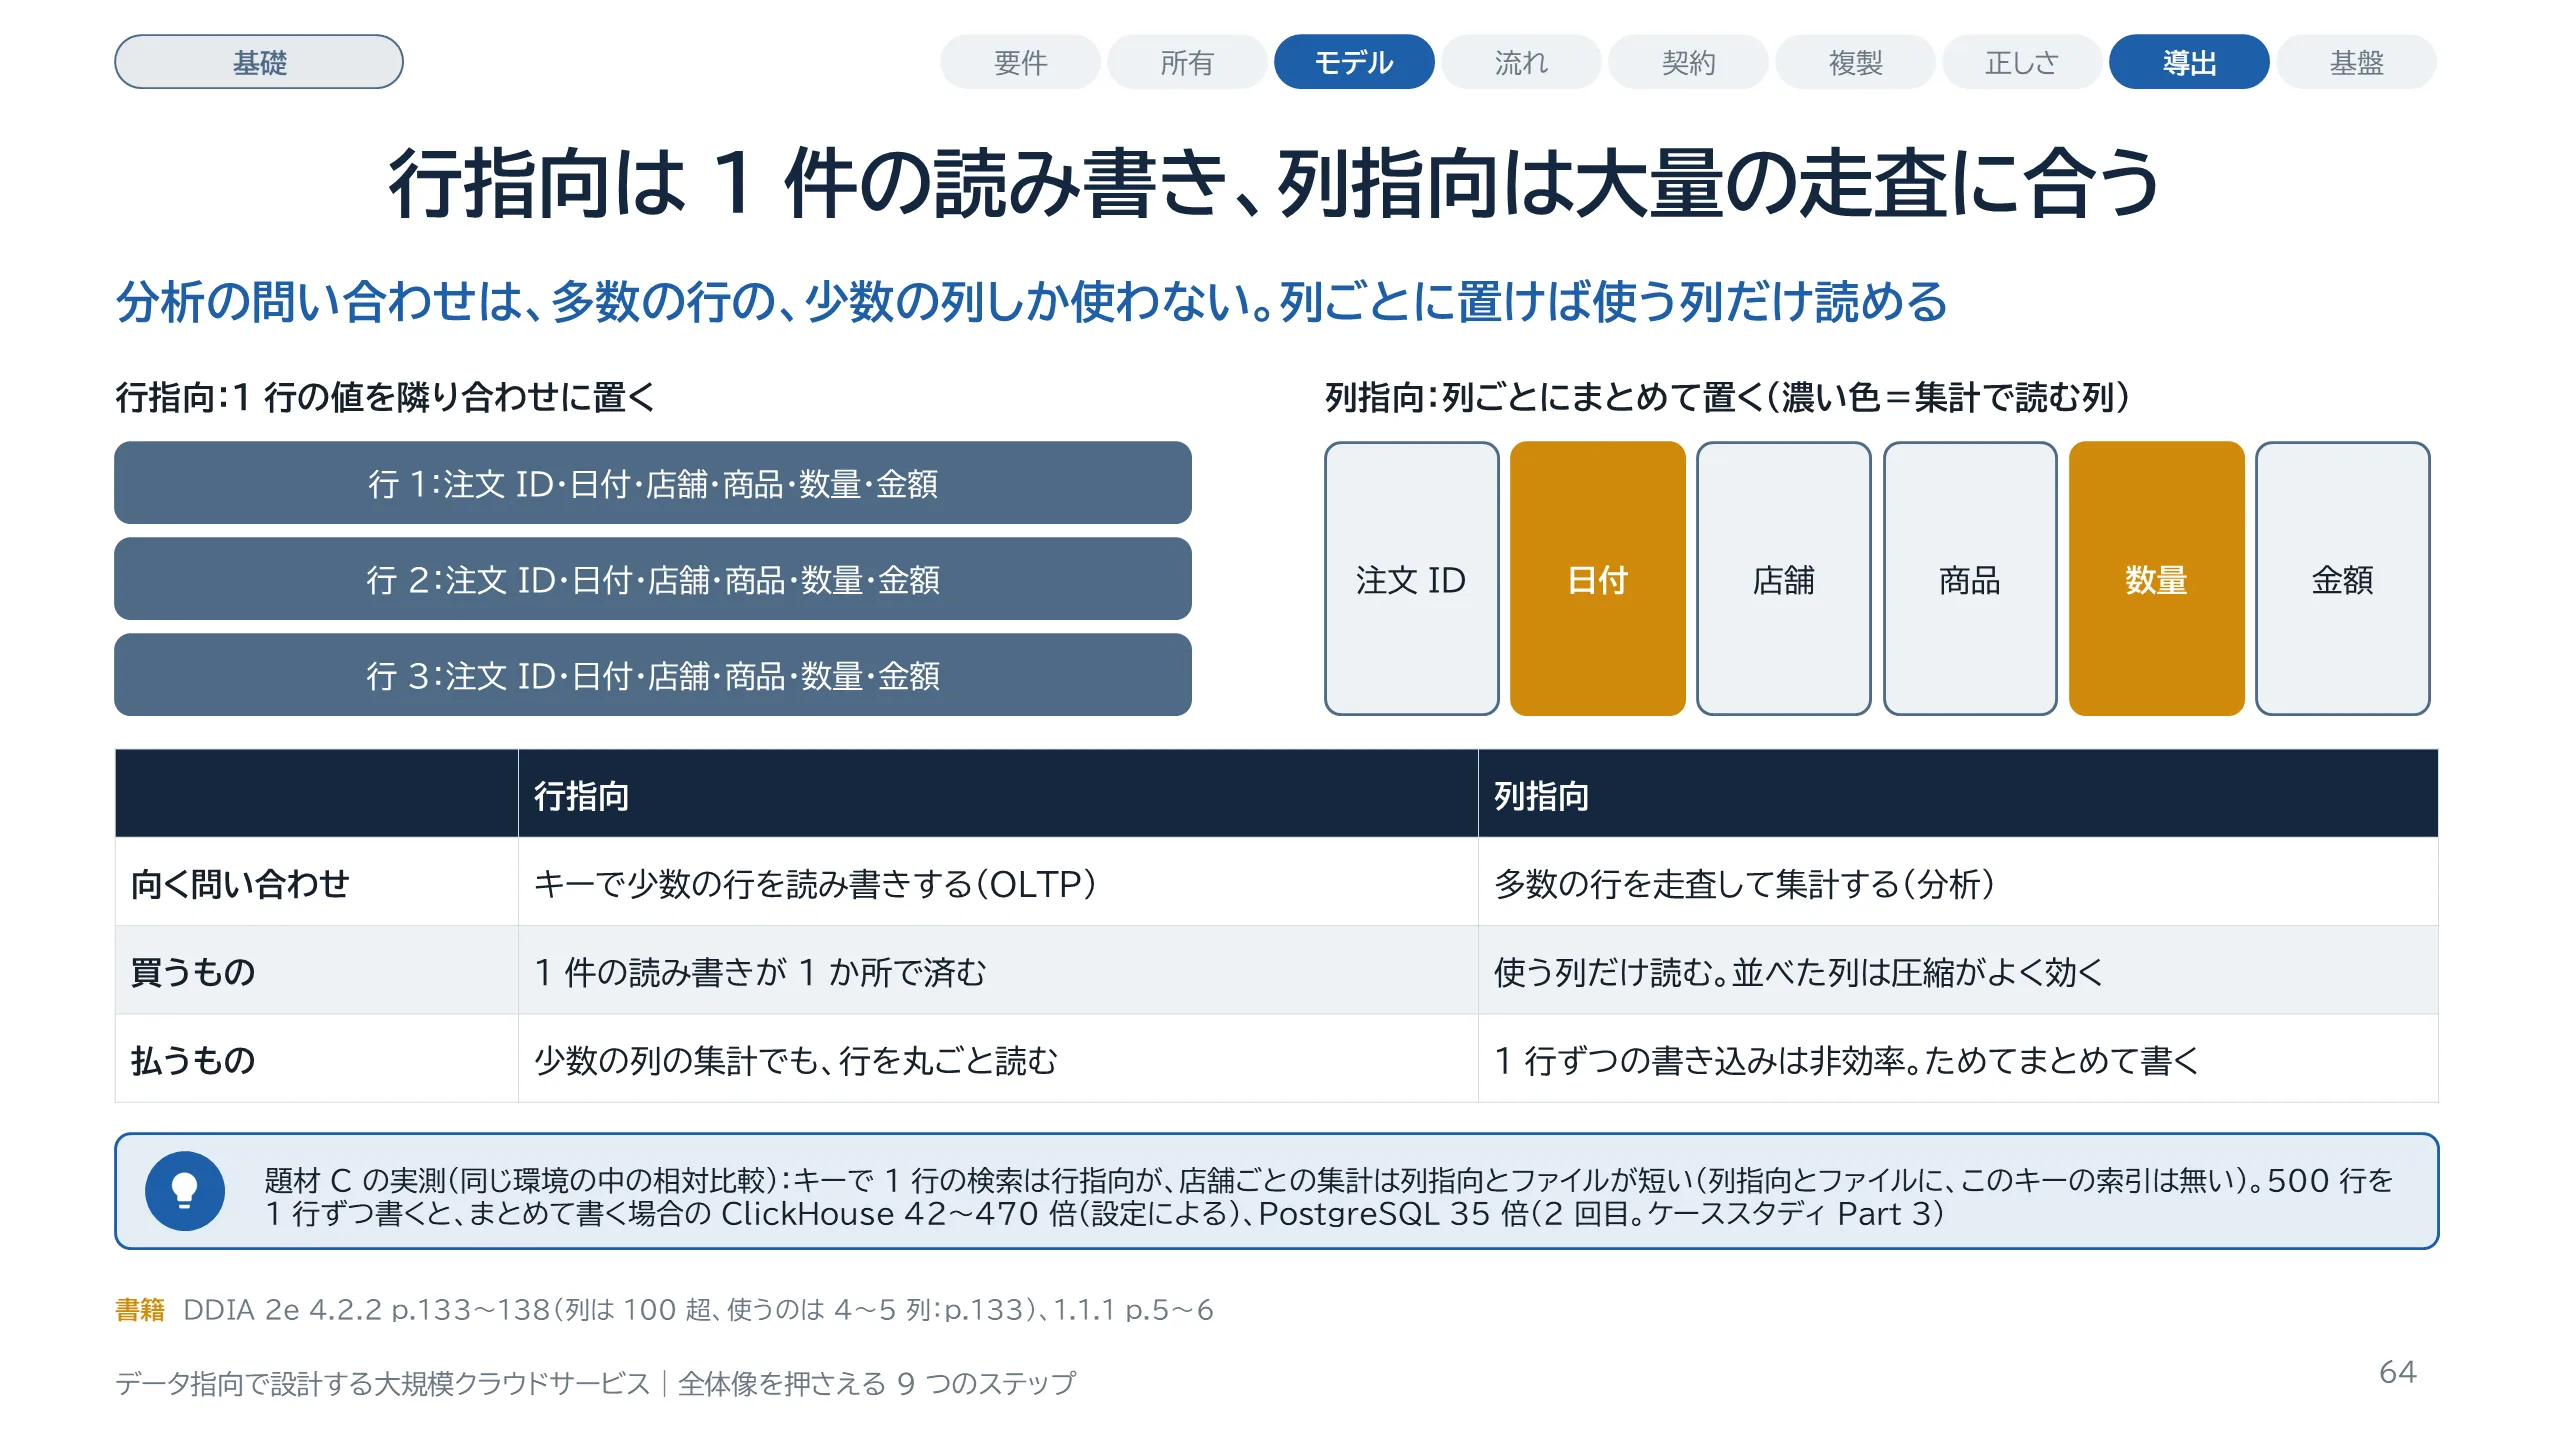 基礎
要件 所有 モデル 流れ 契約 複製 正しさ 導出 基盤
行指向は 1 件の読み書き、列指向は大量の走査に合う
分析の問い合わせは、多数の行の、少数の列しか使わない。列ごとに置けば使う列だけ読める
行指向：1 行の値を隣り合わせに置く
行 1：注文 ID・日付・店舗・商品・数量・金額
行 2：注文 ID・日付・店舗・商品・数量・金額
行 3：注文 ID・日付・店舗・商品・数量・金額
列指向：列ごとにまとめて置く（濃い色＝集計で読む列）
注文 ID 日付 店舗 商品 数量 金額
行指向 列指向
向く問い合わせ キーで少数の行を読み書きする（OLTP） 多数の行を走査して集計する（分析）
買うもの 1 件の読み書きが 1 か所で済む 使う列だけ読む。並べた列は圧縮がよく効く
払うもの 少数の列の集計でも、行を丸ごと読む 1 行ずつの書き込みは非効率。ためてまとめて書く
題材 C の実測（同じ環境の中の相対比較）：キーで 1 行の検索は行指向が、店舗ごとの集計は列指向とファイルが短い（列指向とファイルに、このキーの索引は無い）。500 行を
1 行ずつ書くと、まとめて書く場合の ClickHouse 42～470 倍（設定による）、PostgreSQL 35 倍（2 回目。ケーススタディ Part 3）
書籍 DDIA 2e 4.2.2 p.133～138（列は 100 超、使うのは 4～5 列：p.133）、1.1.1 p.5～6
データ指向で設計する大規模クラウドサービス｜全体像を押さえる 9 つのステップ
64